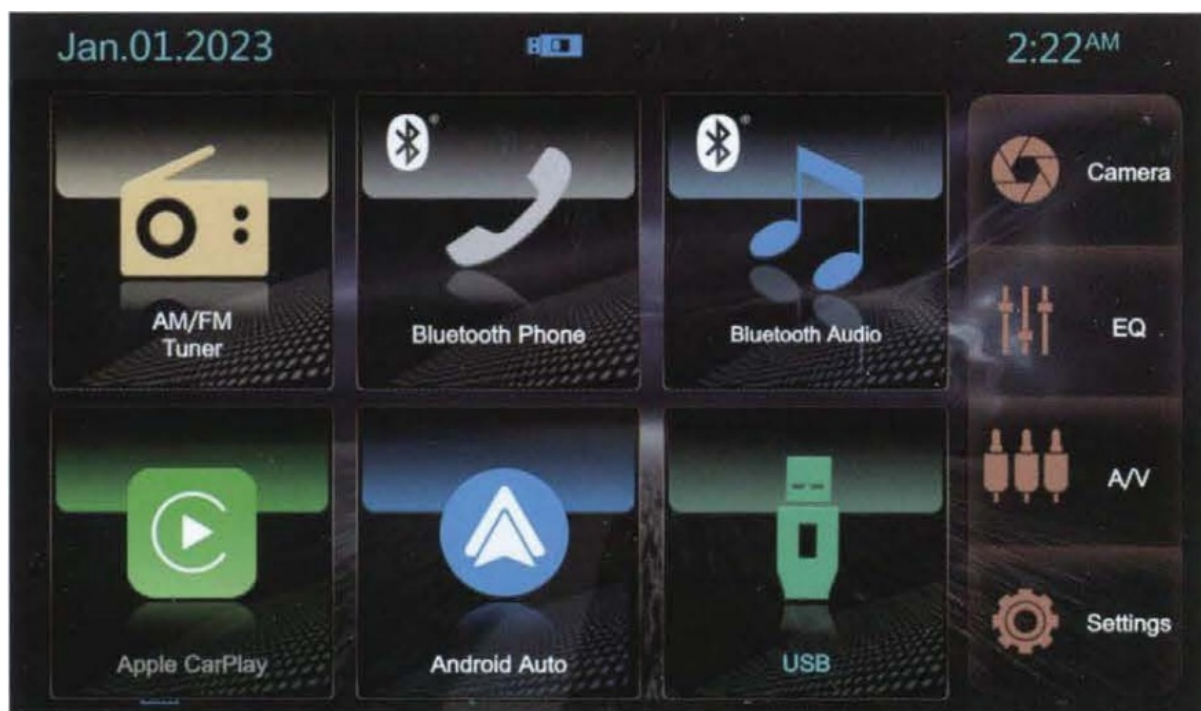 Jan.01.2023
2:22AM
AM/FM
Tuner
Bluetooth Phone
Bluetooth Audio
Camera
EQ
A/V
Settings
Apple CarPlay
Android Auto
USB